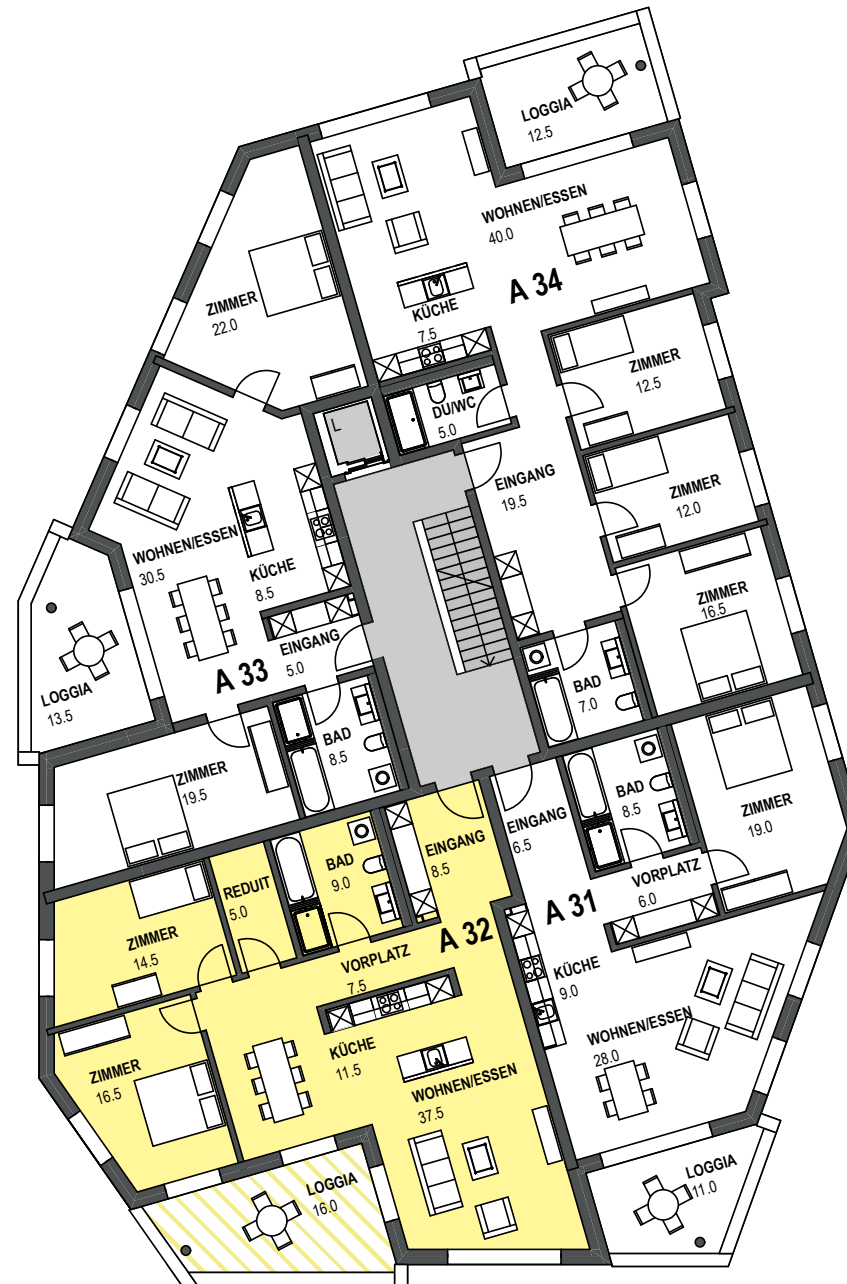 LOGGIA
12.5
WOHNEN/ESSEN
40.0
A 34
KÜCHE
7.5
ZIMMER
22.0
ZIMMER
12.5
DU/WC
5.0
L
EINGANG
19.5
ZIMMER
12.0
WOHNEN/ESSEN
30.5
KÜCHE
8.5
ZIMMER
16.5
EINGANG
5.0
A 33
LOGGIA
13.5
BAD
7.0
BAD
8.5
ZIMMER
19.5
BAD
8.5
ZIMMER
19.0
EINGANG
6.5
EINGANG
8.5
BAD
9.0
REDUIT
5.0
VORPLATZ
6.0
A 31
A 32
ZIMMER
14.5
VORPLATZ
7.5
KÜCHE
9.0
KÜCHE
11.5
WOHNEN/ESSEN
28.0
ZIMMER
16.5
WOHNEN/ESSEN
37.5
LOGGIA
16.0
LOGGIA
11.0